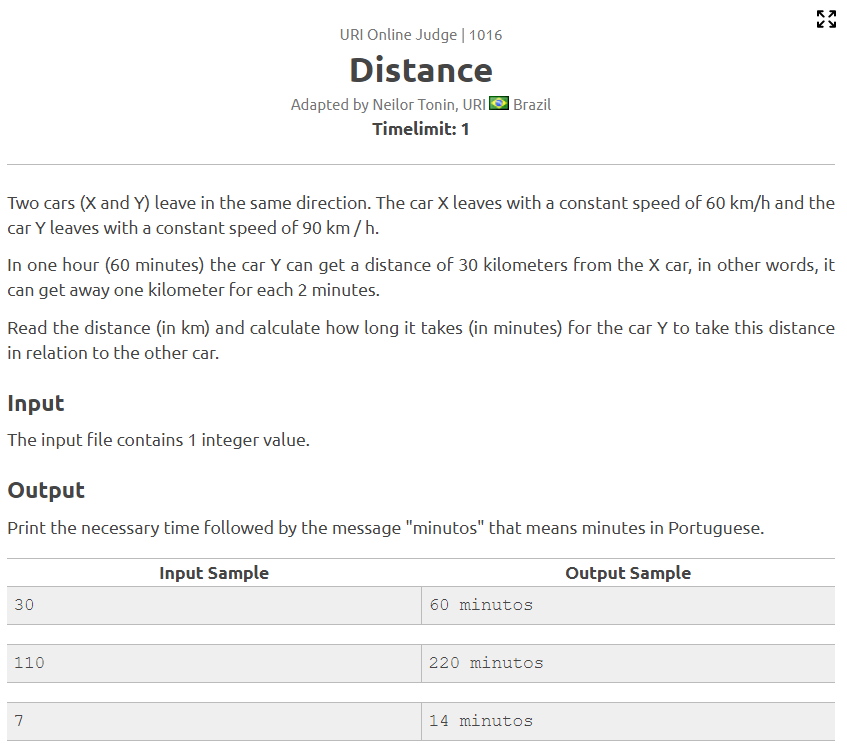 URI Online Judge | 1016
Distance
Adapted by Neilor Tonin, URI Brazil
Timelimit: 1
Two cars (X and Y) leave in the same direction. The car X leaves with a constant speed of 60 km/h and the
car Y leaves with a constant speed of 90 km / h.
In one hour (60 minutes) the car Y can get a distance of 30 kilometers from the X car, in other words, it
can get away one kilometer for each 2 minutes.
Read the distance (in km) and calculate how long it takes (in minutes) for the car Y to take this distance
in relation to the other car.
Input
The input file contains 1 integer value.
Output
Print the necessary time followed by the message "minutos" that means minutes in Portuguese.
Input Sample Output Sample
30 60 minutos
110 220 minutos
7 14 minutos